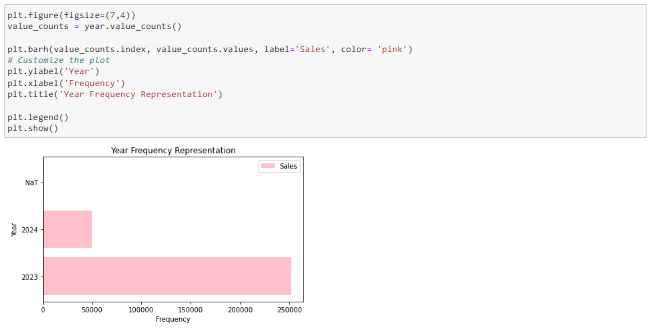 plt.figure(figsize=(7,4))
value_counts = year.value_counts()
plt.barh(value_counts.index, value_counts.values, label='Sales', color= 'pink')
# Customize the plot
plt.ylabel('Year')
plt.xlabel('Frequency')
plt.title('Year Frequency Representation')
plt.legend()
plt.show()
Year Frequency Representation
Sales
NaT
2024
2023
Year
0 50000 100000 150000 200000 250000
Frequency